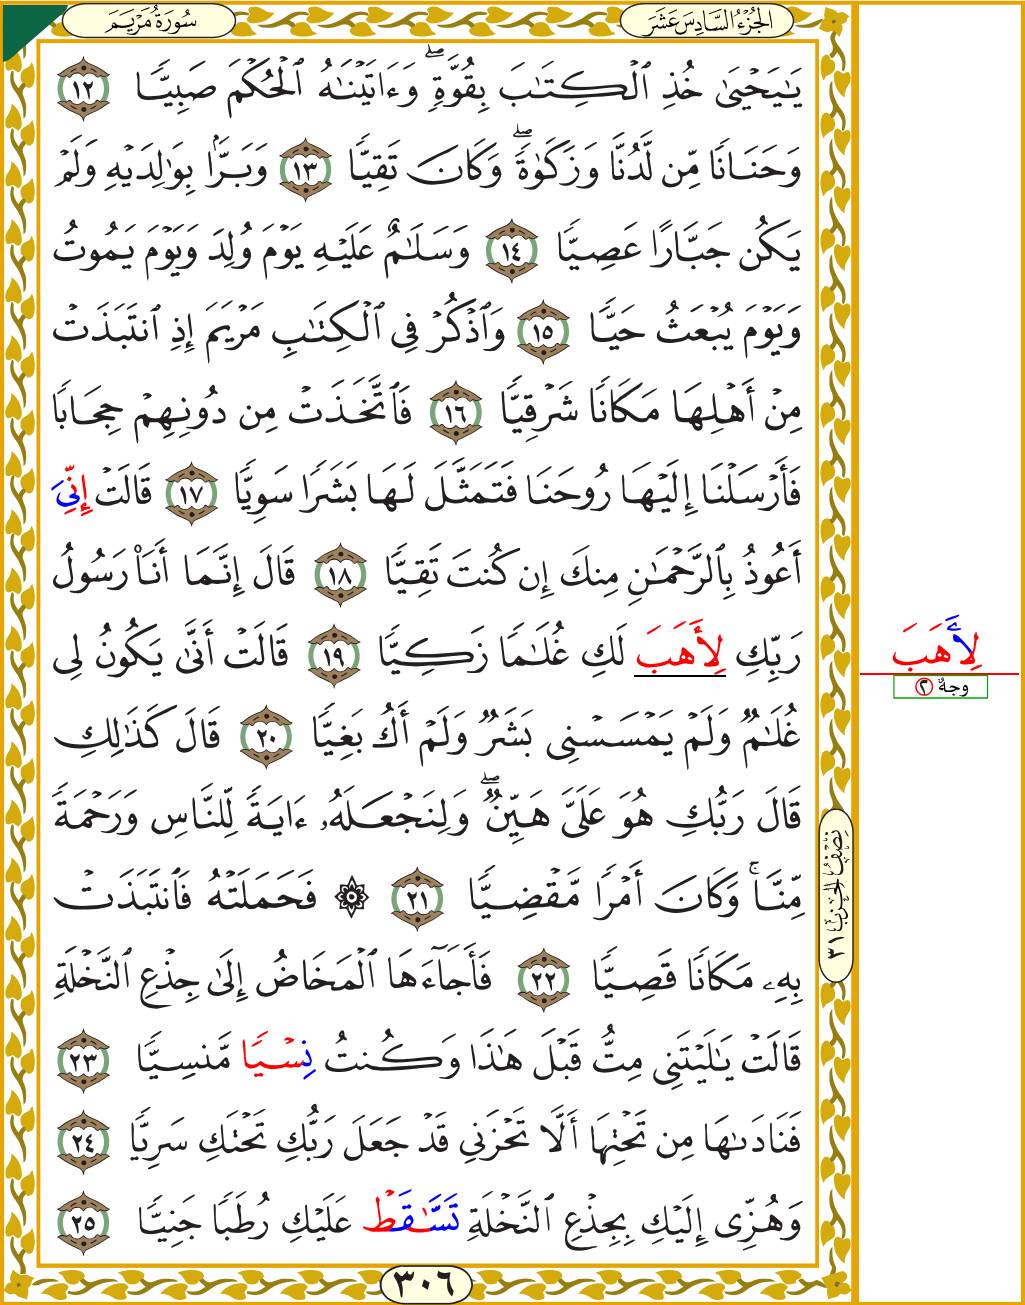 سُورَةُ مَرْيَم
الجُزْءُ السَّادِسَ عَشَرَ
يَٰيَحْيَىٰ خُذِ ٱلْكِتَٰبَ بِقُوَّةٍۖ وَءَاتَيْنَٰهُ ٱلْحُكْمَ صَبِيًّا ١٢
وَحَنَانًا مِّن لَّدُنَّا وَزَكَوٰةًۖ وَكَانَ تَقِيًّا ١٣ وَبَرًّۢا بِوَٰلِدَيْهِ وَلَمْ
يَكُن جَبَّارًا عَصِيًّا ١٤ وَسَلَٰمٌ عَلَيْهِ يَوْمَ وُلِدَ وَيَوْمَ يَمُوتُ
وَيَوْمَ يُبْعَثُ حَيًّا ١٥ وَٱذْكُرْ فِى ٱلْكِتَٰبِ مَرْيَمَ إِذِ ٱنتَبَذَتْ
مِنْ أَهْلِهَا مَكَانًا شَرْقِيًّا ١٦ فَٱتَّخَذَتْ مِن دُونِهِمْ حِجَابًا
فَأَرْسَلْنَآ إِلَيْهَا رُوحَنَا فَتَمَثَّلَ لَهَا بَشَرًا سَوِيًّا ١٧ قَالَتْ إِنِّىَ
أَعُوذُ بِٱلرَّحْمَٰنِ مِنكَ إِن كُنتَ تَقِيًّا ١٨ قَالَ إِنَّمَآ أَنَا۠ رَسُولُ
رَبِّكِ لِأَهَبَ لَكِ غُلَٰمًا زَكِيًّا ١٩ قَالَتْ أَنَّىٰ يَكُونُ لِى
لِأَهَبَ
وجهٌ ٢
غُلَٰمٌ وَلَمْ يَمْسَسْنِى بَشَرٌ وَلَمْ أَكُ بَغِيًّا ٢٠ قَالَ كَذَٰلِكِ
قَالَ رَبُّكِ هُوَ عَلَىَّ هَيِّنٌۖ وَلِنَجْعَلَهُۥٓ ءَايَةً لِّلنَّاسِ وَرَحْمَةً
مِّنَّاۚ وَكَانَ أَمْرًا مَّقْضِيًّا ٢١ ۞ فَحَمَلَتْهُ فَٱنتَبَذَتْ
بِهِۦ مَكَانًا قَصِيًّا ٢٢ فَأَجَآءَهَا ٱلْمَخَاضُ إِلَىٰ جِذْعِ ٱلنَّخْلَةِ
قَالَتْ يَٰلَيْتَنِى مِتُّ قَبْلَ هَٰذَا وَكُنتُ نِسْيًا مَّنسِيًّا ٢٣
فَنَادَىٰهَا مِن تَحْتِهَآ أَلَّا تَحْزَنِى قَدْ جَعَلَ رَبُّكِ تَحْتَكِ سَرِيًّا ٢٤
وَهُزِّىٓ إِلَيْكِ بِجِذْعِ ٱلنَّخْلَةِ تَسَّٰقَطْ عَلَيْكِ رُطَبًا جَنِيًّا ٢٥
نِصْفُ الحِزْبِ ٣١
٣٠٦